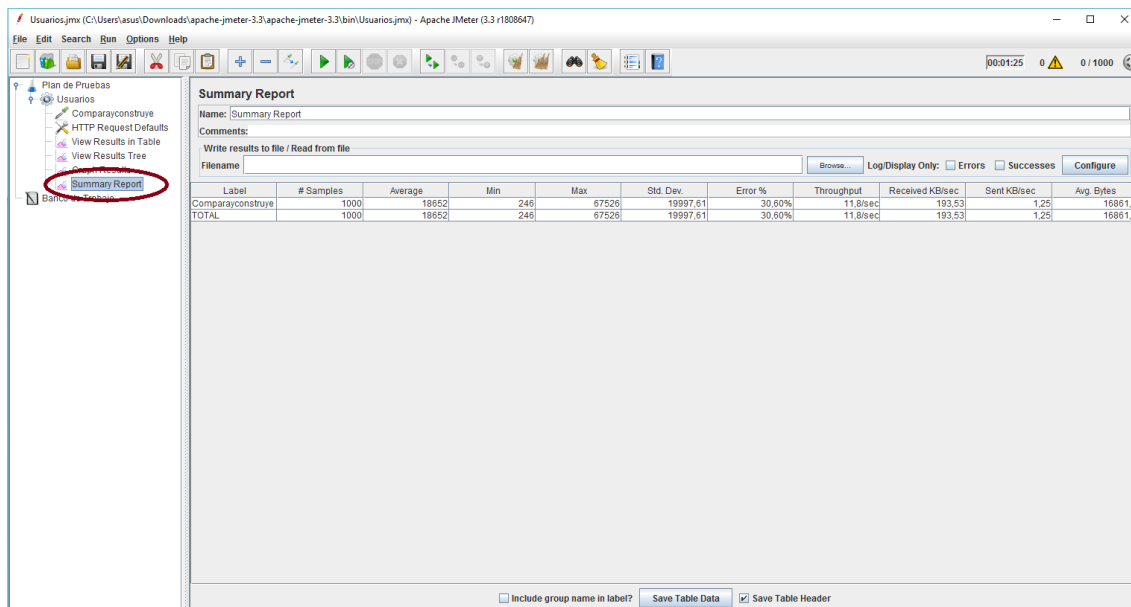 Usuarios.jmx (C:\Users\asus\Downloads\apache-jmeter-3.3\apache-jmeter-3.3\bin\Usuarios.jmx) - Apache JMeter (3.3 r1808647)
File Edit Search Run Options Help
00:01:25 0 0 / 1000
Plan de Pruebas
Usuarios
Comparayconstruye
HTTP Request Defaults
View Results in Table
View Results Tree
Graph Results
Summary Report
Banco de Trabajo
Summary Report
Name: Summary Report
Comments:
Write results to file / Read from file
Filename Browse... Log/Display Only: Errors Successes Configure
Label # Samples Average Min Max Std. Dev. Error % Throughput Received KB/sec Sent KB/sec Avg. Bytes
Comparayconstruye 1000 18652 246 67526 19997,61 30,60% 11,8/sec 193,53 1,25 16861,
TOTAL 1000 18652 246 67526 19997,61 30,60% 11,8/sec 193,53 1,25 16861,
Include group name in label? Save Table Data Save Table Header